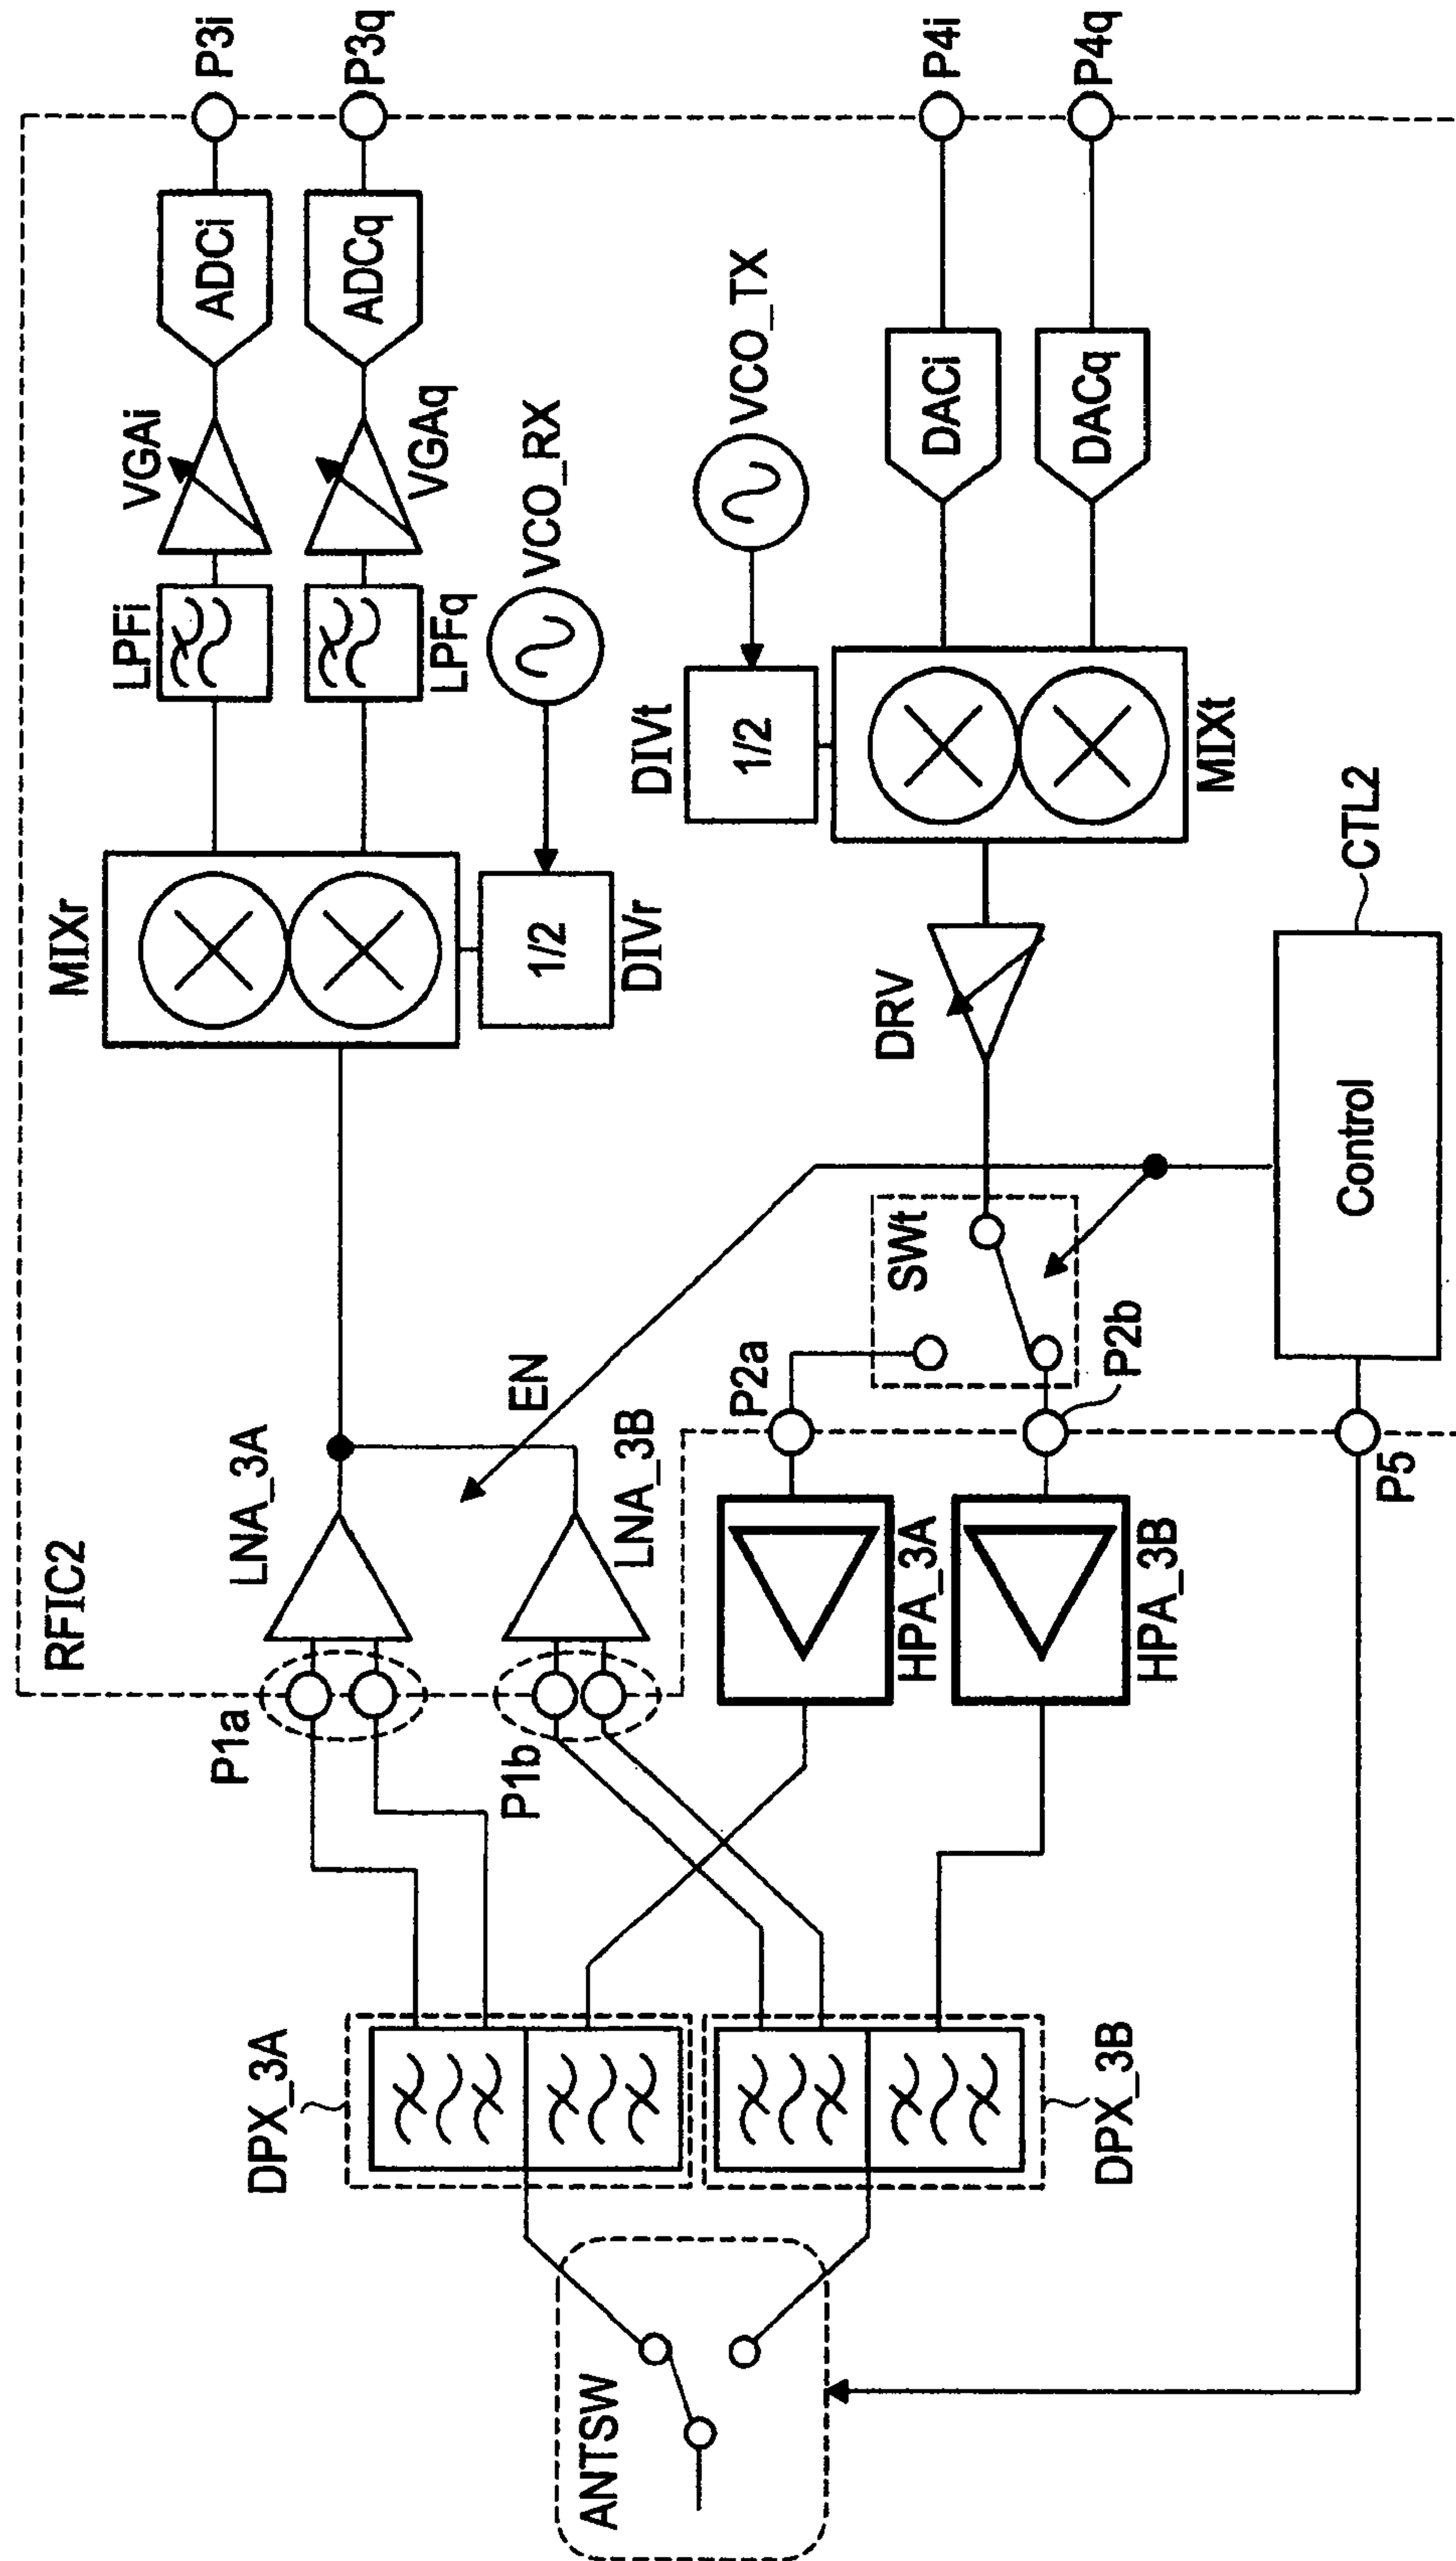 RFIC2
P1a
LNA_3A
MIXr
LPFi
VGAi
ADCi
P3i
P1b
LNA_3B
EN
LPFq
VGAq
ADCq
P3q
1/2
DIVr
VCO_RX
DPX_3A
HPA_3A
P2a
SWt
DRV
DIVt
1/2
VCO_TX
MIXt
DACi
P4i
DACq
P4q
ANTSW
DPX_3B
HPA_3B
P2b
P5
Control
CTL2